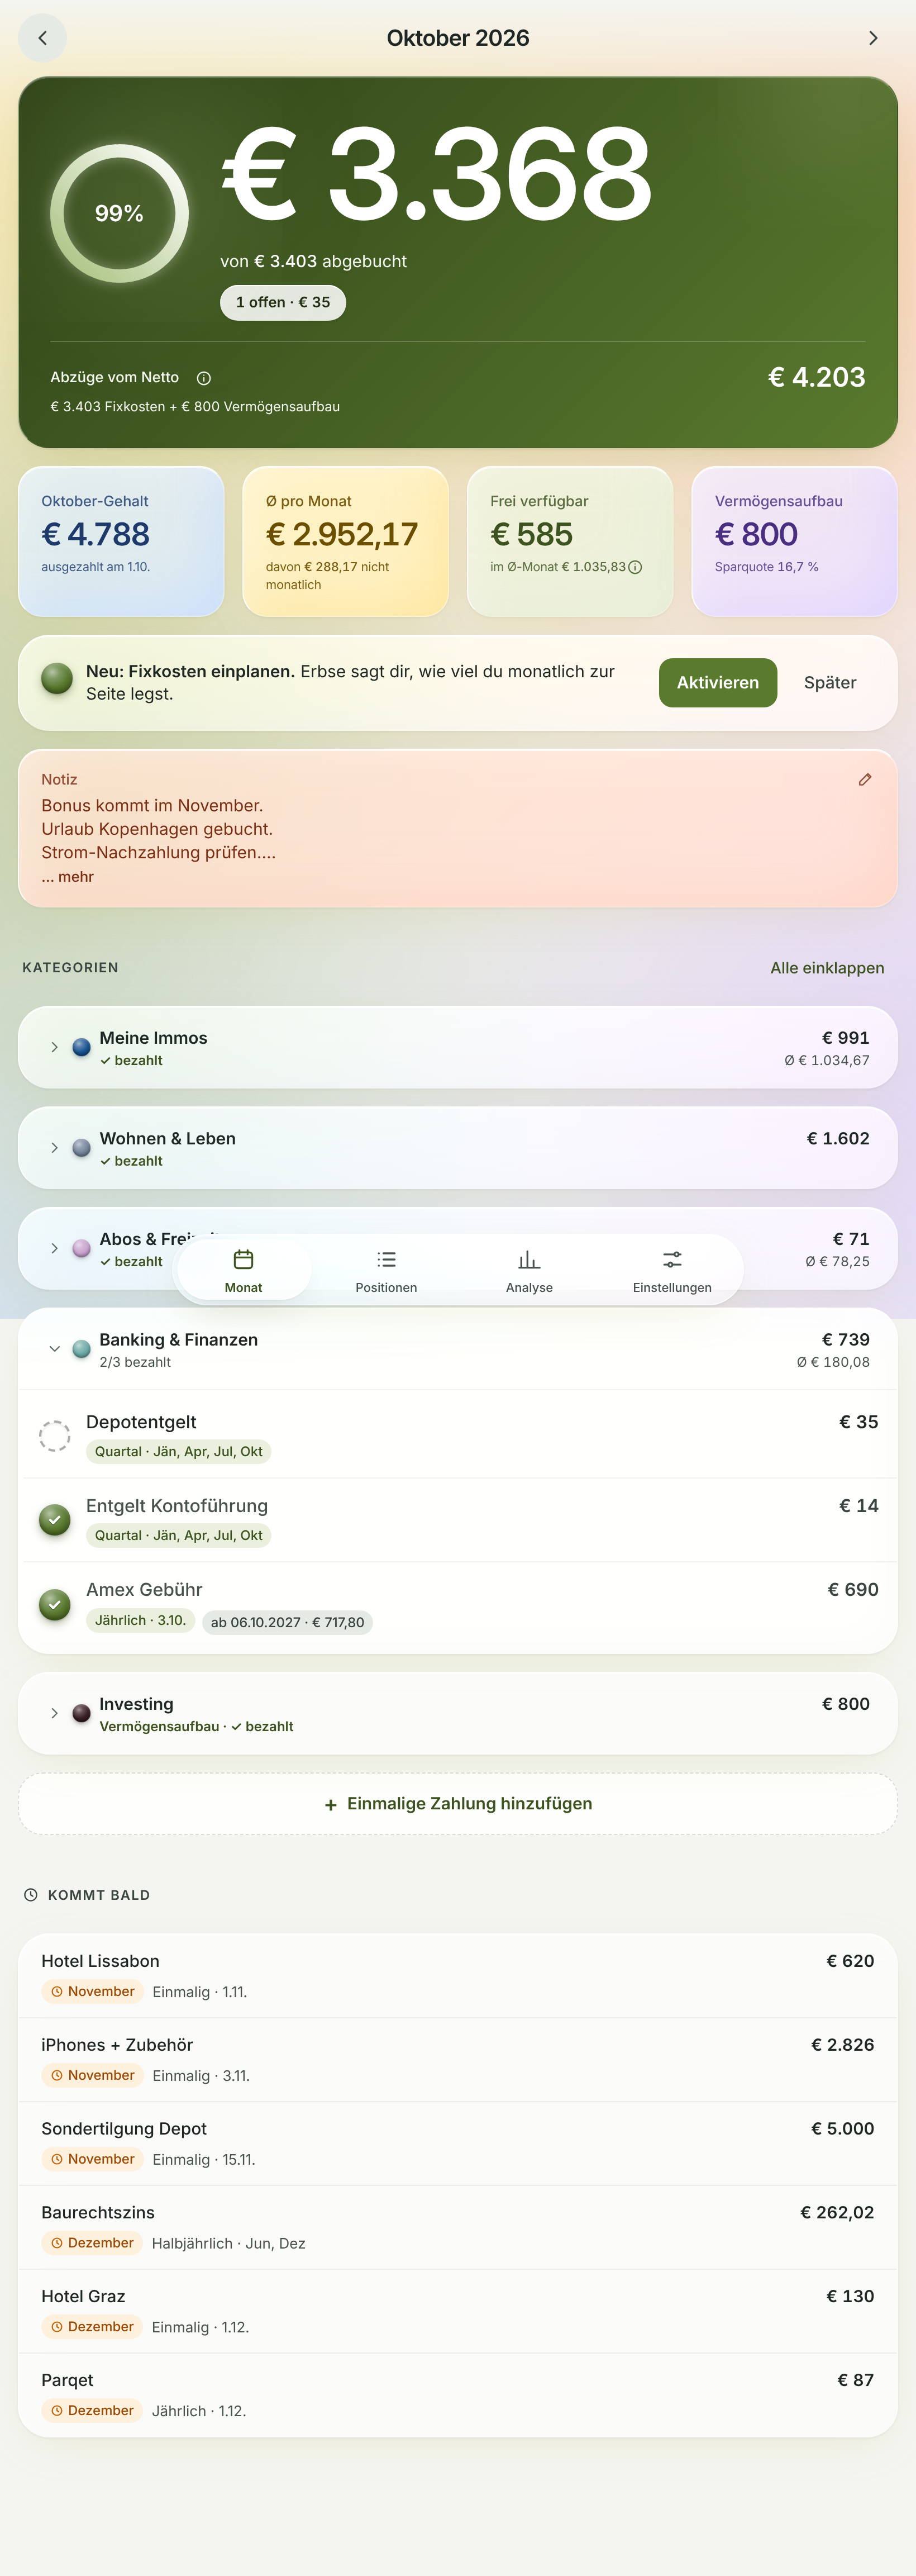 Oktober 2026
99%
€ 3.368
von € 3.403 abgebucht
1 offen · € 35
Abzüge vom Netto
€ 4.203
€ 3.403 Fixkosten + € 800 Vermögensaufbau
Oktober-Gehalt
€ 4.788
ausgezahlt am 1.10.
Ø pro Monat
€ 2.952,17
davon € 288,17 nicht
monatlich
Frei verfügbar
€ 585
im Ø-Monat € 1.035,83
Vermögensaufbau
€ 800
Sparquote 16,7 %
Neu: Fixkosten einplanen. Erbse sagt dir, wie viel du monatlich zur
Seite legst.
Aktivieren
Später
Notiz
Bonus kommt im November.
Urlaub Kopenhagen gebucht.
Strom-Nachzahlung prüfen....
... mehr
KATEGORIEN
Alle einklappen
Meine Immos
€ 991
✓ bezahlt
Ø € 1.034,67
Wohnen & Leben
€ 1.602
✓ bezahlt
Abos &
€ 71
✓ bezahlt
Ø € 78,25
Monat
Positionen
Analyse
Einstellungen
Banking & Finanzen
€ 739
2/3 bezahlt
Ø € 180,08
Depotentgelt
€ 35
Quartal · Jän, Apr, Jul, Okt
Entgelt Kontoführung
€ 14
Quartal · Jän, Apr, Jul, Okt
Amex Gebühr
€ 690
Jährlich · 3.10.
ab 06.10.2027 · € 717,80
Investing
€ 800
Vermögensaufbau · ✓ bezahlt
+ Einmalige Zahlung hinzufügen
KOMMT BALD
Hotel Lissabon
€ 620
November
Einmalig · 1.11.
iPhones + Zubehör
€ 2.826
November
Einmalig · 3.11.
Sondertilgung Depot
€ 5.000
November
Einmalig · 15.11.
Baurechtszins
€ 262,02
Dezember
Halbjährlich · Jun, Dez
Hotel Graz
€ 130
Dezember
Einmalig · 1.12.
Parqet
€ 87
Dezember
Jährlich · 1.12.